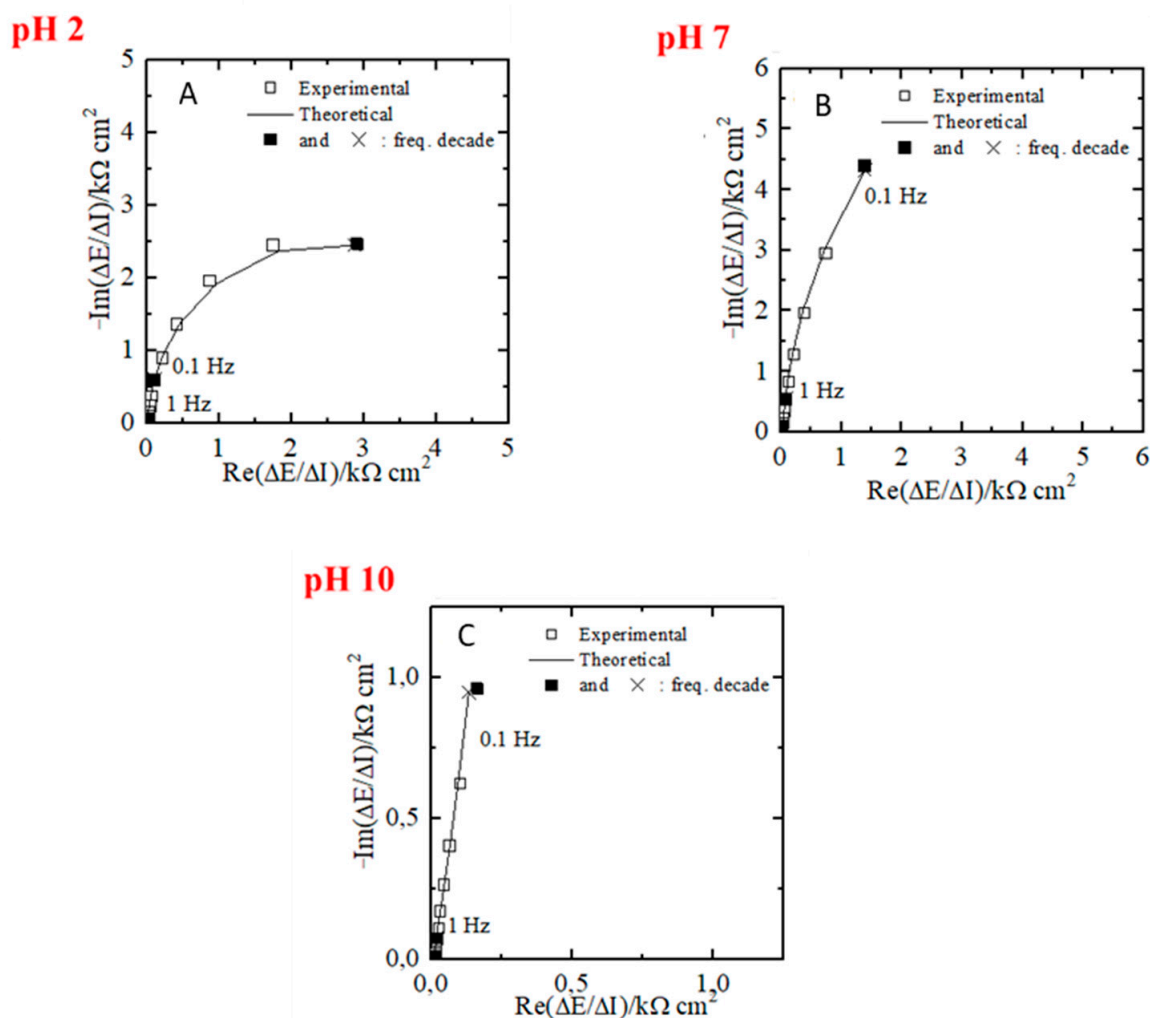 pH 2
A
Experimental
Theoretical
and × : freq. decade
0.1 Hz
1 Hz
5
4
3
2
1
0
0 1 2 3 4 5
−Im(ΔE/ΔI)/kΩ cm²
Re(ΔE/ΔI)/kΩ cm²
pH 7
B
Experimental
Theoretical
and × : freq. decade
0.1 Hz
1 Hz
6
5
4
3
2
1
0
0 1 2 3 4 5 6
−Im(ΔE/ΔI)/kΩ cm²
Re(ΔE/ΔI)/kΩ cm²
pH 10
C
Experimental
Theoretical
and × : freq. decade
0.1 Hz
1 Hz
1,0
0,5
0,0
0,0 0,5 1,0
−Im(ΔE/ΔI)/kΩ cm²
Re(ΔE/ΔI)/kΩ cm²